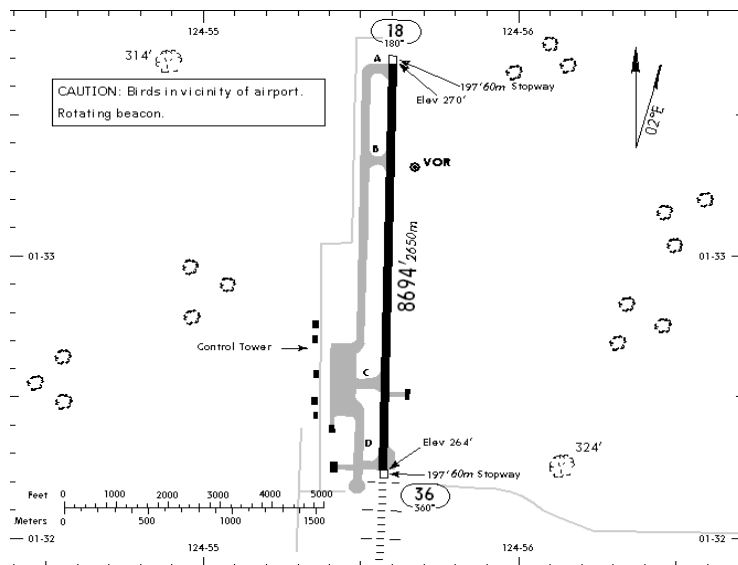 124-55
124-56
18
180°
314'
A
197' 60m Stopway
CAUTION: Birds in vicinity of airport.
Rotating beacon.
Elev 270'
02°E
B
VOR
01-33
01-33
8694' 2650m
Control Tower
C
D
Elev 264'
324'
197' 60m Stopway
36
360°
Feet 0 1000 2000 3000 4000 5000
Meters 0 500 1000 1500
01-32
01-32
124-55
124-56